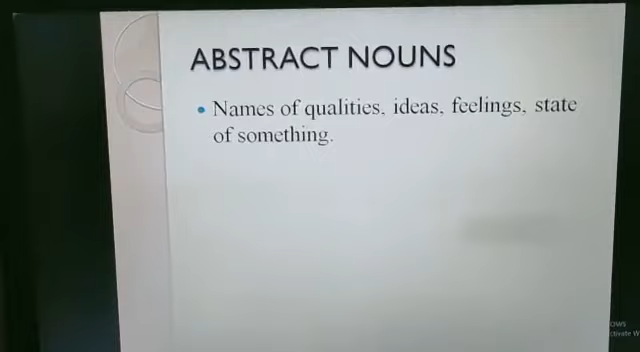 ABSTRACT NOUNS
• Names of qualities, ideas, feelings, state
of something.